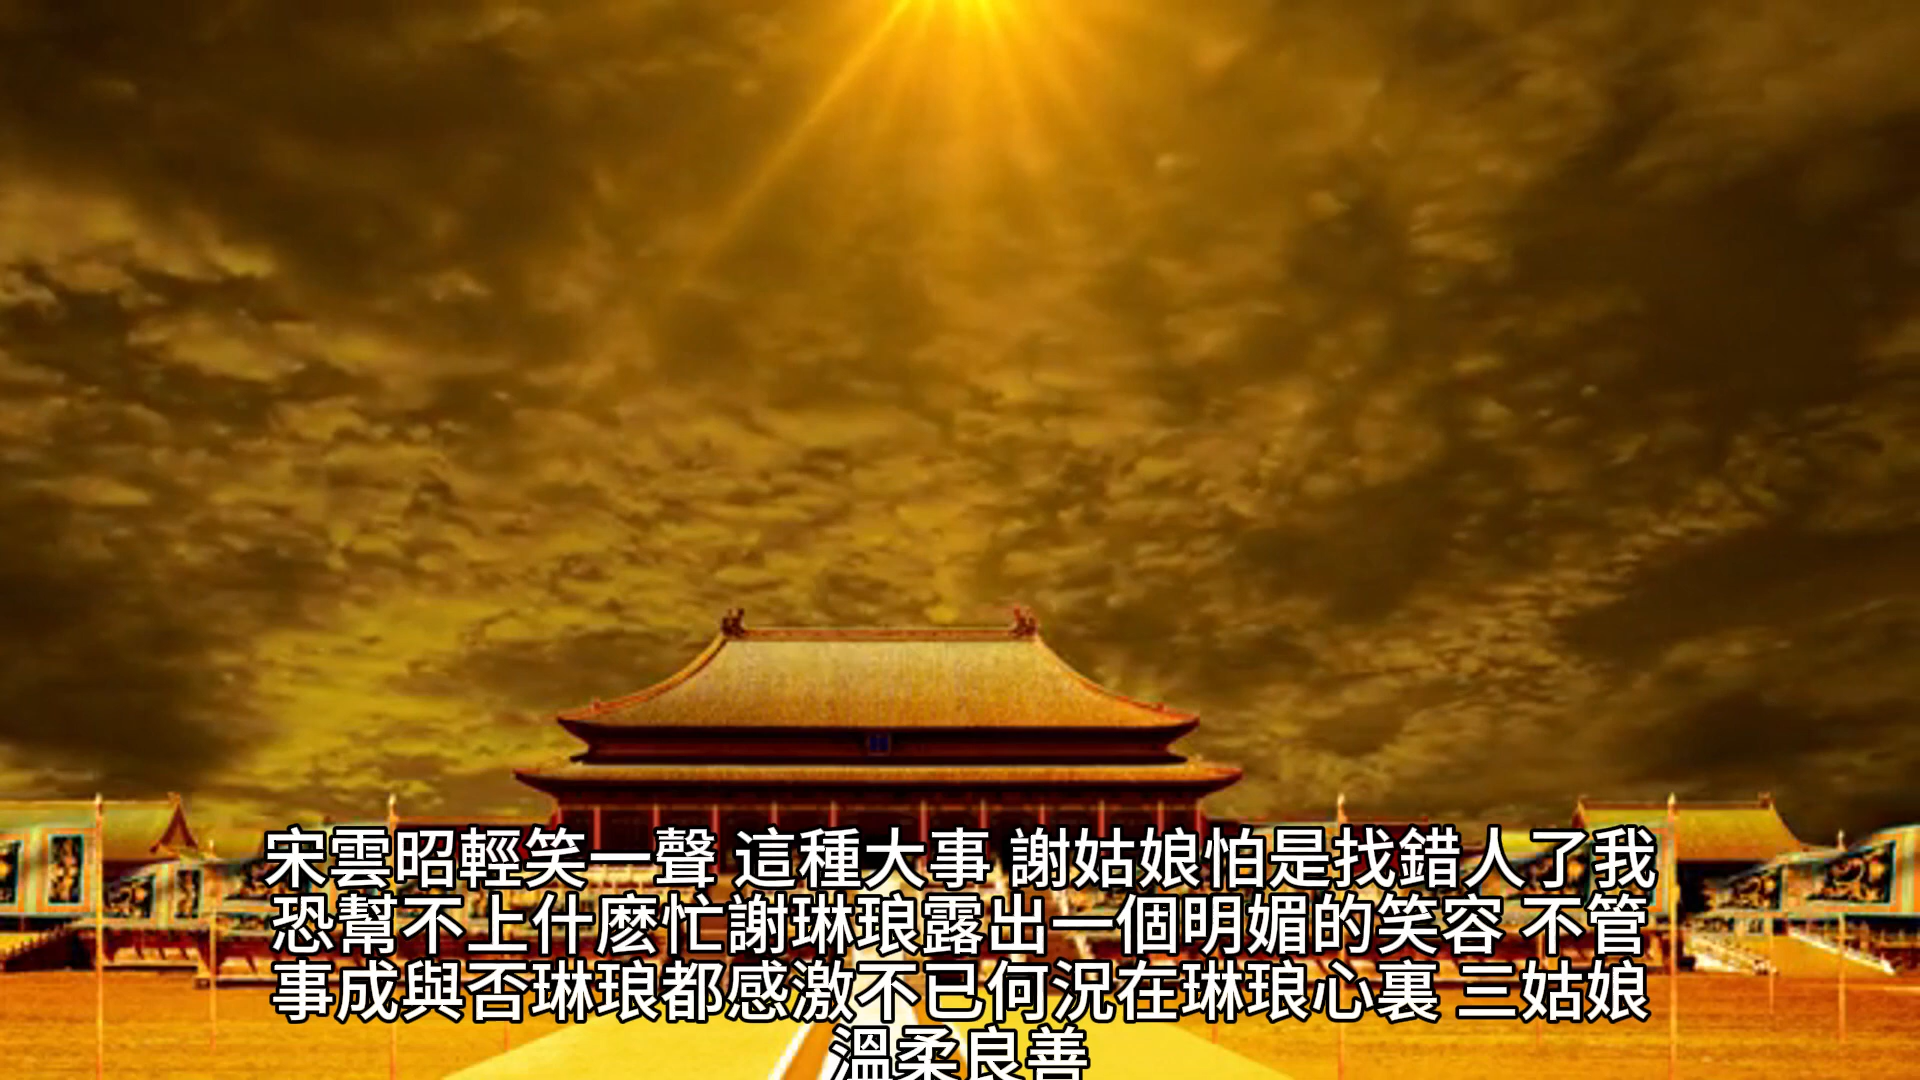 宋雲昭輕笑一聲 這種大事 謝姑娘怕是找錯人了我
恐幫不上什麽忙謝琳琅露出一個明媚的笑容 不管
事成與否琳琅都感激不已何況在琳琅心裏 三姑娘
溫柔良善